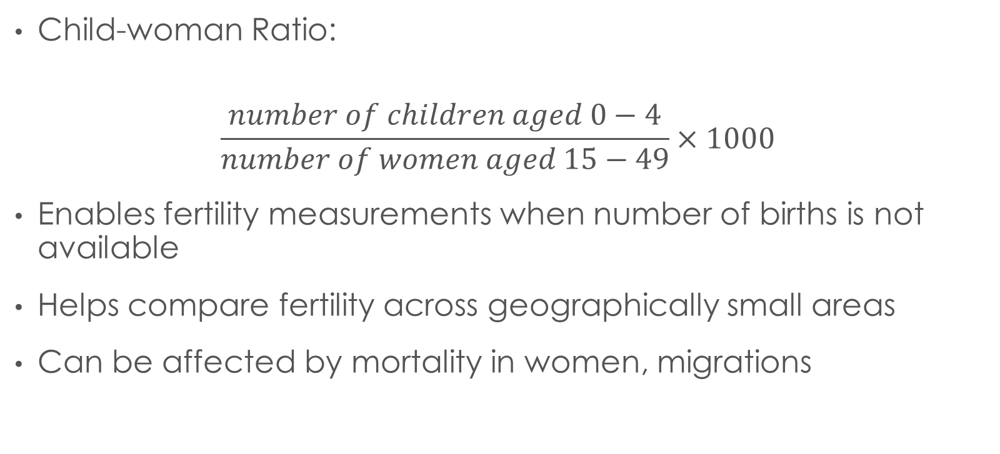 • Child-woman Ratio:
number of children aged 0 – 4
number of women aged 15 – 49
× 1000
• Enables fertility measurements when number of births is not
available
• Helps compare fertility across geographically small areas
• Can be affected by mortality in women, migrations